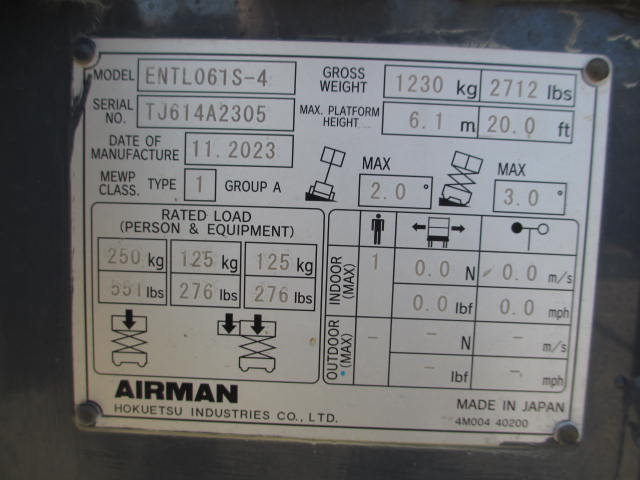 MODEL ENTL061S-4
SERIAL NO. TJ614A2305
DATE OF MANUFACTURE 11.2023
MEWP CLASS. TYPE 1 GROUP A
GROSS WEIGHT 1230 kg 2712 lbs
MAX. PLATFORM HEIGHT 6.1 m 20.0 ft
MAX 2.0 °
MAX 3.0 °
RATED LOAD
(PERSON & EQUIPMENT)
250 kg 125 kg 125 kg
551 lbs 276 lbs 276 lbs
INDOOR (MAX) 1 0.0 N 0.0 m/s
0.0 lbf 0.0 mph
OUTDOOR (MAX) - - N - m/s
- lbf - mph
AIRMAN
HOKUETSU INDUSTRIES CO., LTD.
MADE IN JAPAN
4M004 40200